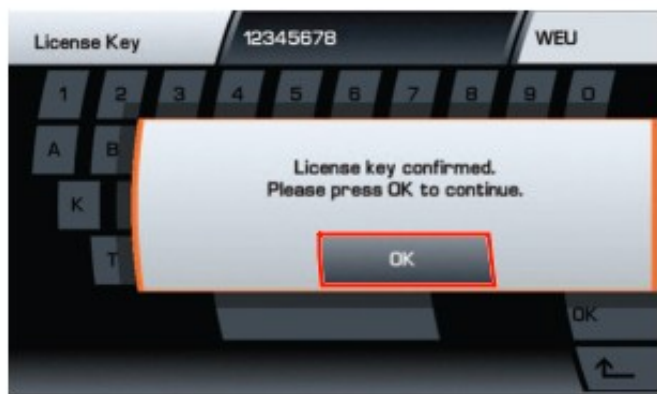 License Key 12345678 WEU
1 2 3 4 5 6 7 8 9 0
A B
License key confirmed.
Please press OK to continue.
K
OK
T
OK